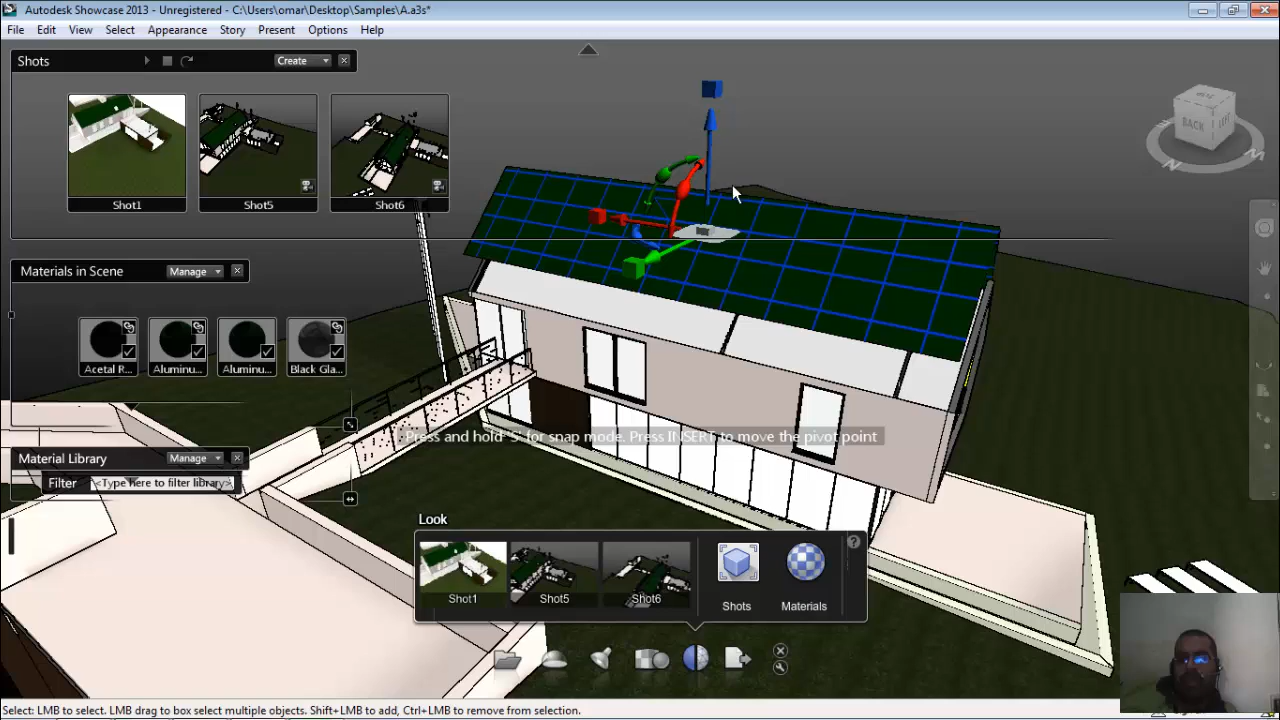 Autodesk Showcase 2013 - Unregistered - C:\Users\omar\Desktop\Samples\A.a3s*
File Edit View Select Appearance Story Present Options Help
Shots Create
Shot1 Shot5 Shot6
BACK LEFT
Materials in Scene Manage
Acetal R... Aluminu... Aluminu... Black Gla...
Press and hold 'S' for snap mode. Press INSERT to move the pivot point
Material Library Manage
Filter <Type here to filter library>
Look
Shot1 Shot5 Shot6 Shots Materials
Select: LMB to select. LMB drag to box select multiple objects. Shift+LMB to add, Ctrl+LMB to remove from selection.